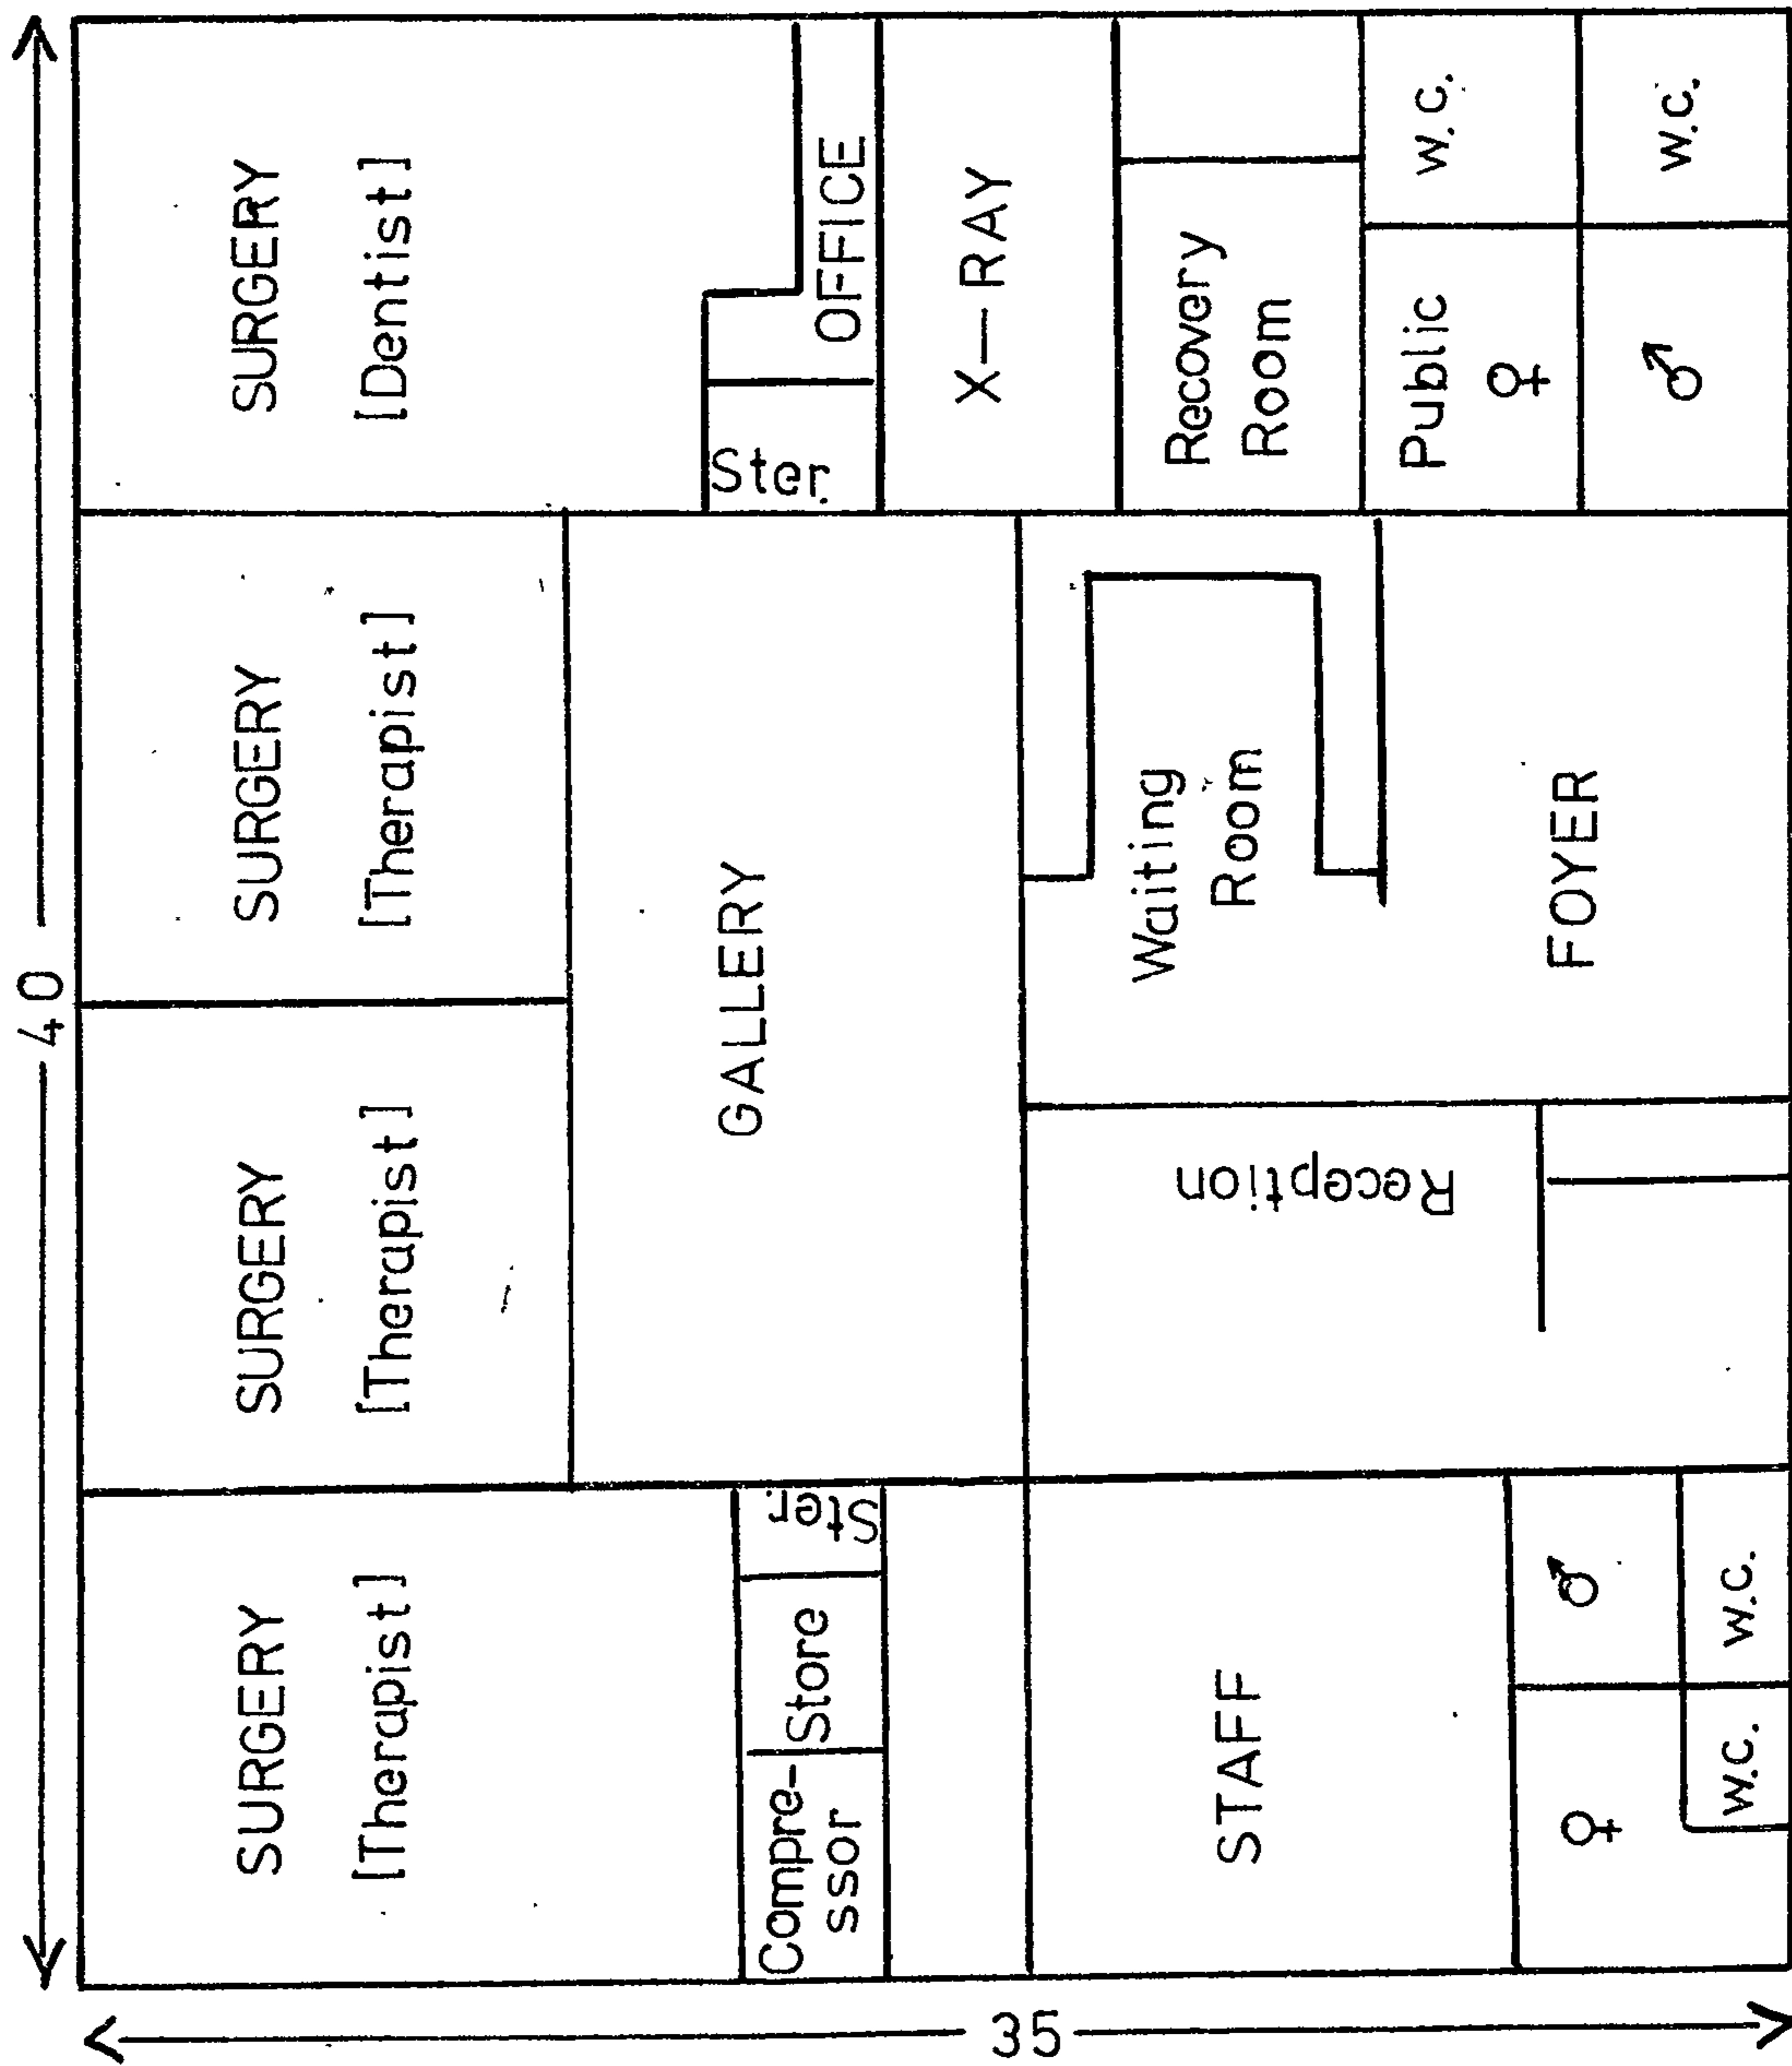 40
35
SURGERY
[Therapist]
SURGERY
[Therapist]
SURGERY
[Therapist]
SURGERY
[Dentist]
Compre-
ssor
Store
Ster.
GALLERY
Ster.
OFFICE
X-RAY
STAFF
Reception
Waiting
Room
Recovery
Room
FOYER
Public
♀
w.c.
♂
w.c.
♀
♂
w.c.
w.c.